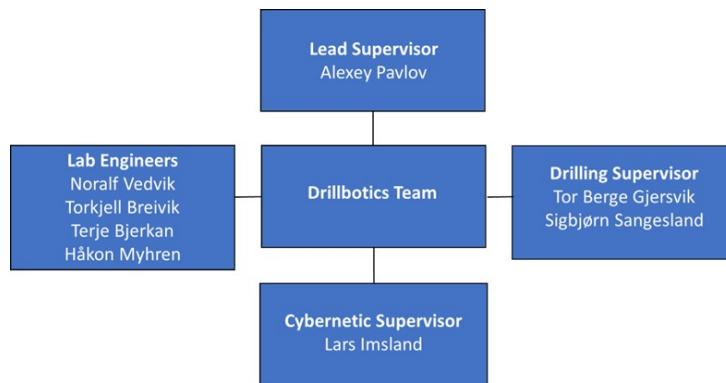 Lead Supervisor
Alexey Pavlov
Lab Engineers
Noralf Vedvik
Torkjell Breivik
Terje Bjerkan
Håkon Myhren
Drillbotics Team
Drilling Supervisor
Tor Berge Gjersvik
Sigbjørn Sangesland
Cybernetic Supervisor
Lars Imsland